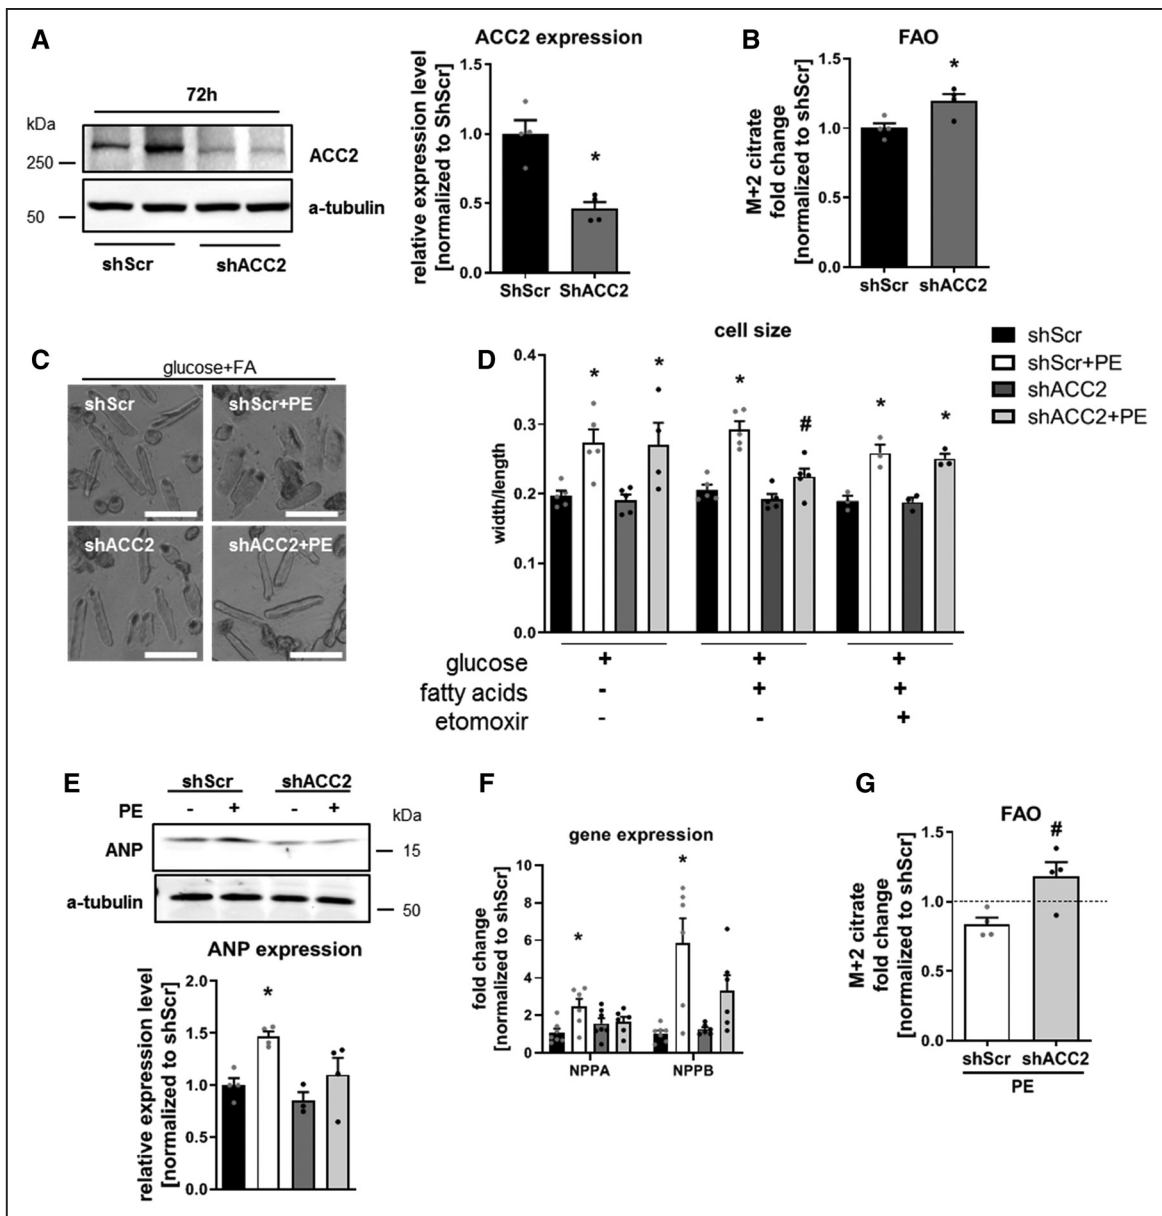 A
72h
kDa
250
ACC2
50
a-tubulin
shScr
shACC2
ACC2 expression
relative expression level
[normalized to ShScr]
1.5
1.0
0.5
0.0
*
ShScr ShACC2
B
FAO
M+2 citrate
fold change
[normalized to shScr]
1.5
1.0
0.5
0.0
*
shScr shACC2
C
glucose+FA
shScr
shScr+PE
shACC2
shACC2+PE
D
cell size
width/length
0.4
0.3
0.2
0.1
0.0
* * * # * *
shScr
shScr+PE
shACC2
shACC2+PE
glucose + + +
fatty acids - + +
etomoxir - - +
E
shScr shACC2
PE - + - +
kDa
ANP
15
a-tubulin
50
ANP expression
relative expression level
[normalized to shScr]
2.0
1.5
1.0
0.5
0.0
*
F
gene expression
fold change
[normalized to shScr]
10
8
6
4
2
0
* *
NPPA NPPB
G
FAO
M+2 citrate
fold change
[normalized to shScr]
1.5
1.0
0.5
0.0
#
shScr shACC2
PE